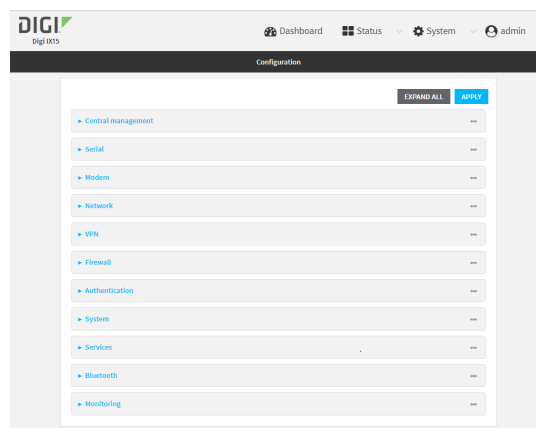 DIGI
Digi IX15
Dashboard Status System admin
Configuration
EXPAND ALL APPLY
Central management
Serial
Modem
Network
VPN
Firewall
Authentication
System
Services
Bluetooth
Monitoring